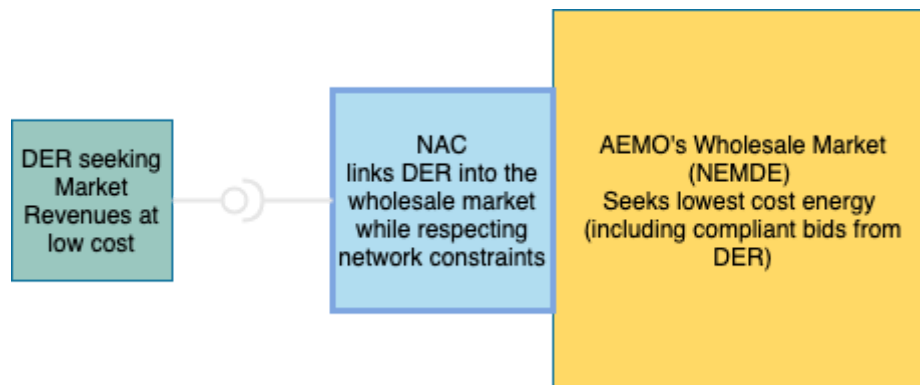 DER seeking
Market
Revenues at
low cost
NAC
links DER into the
wholesale market
while respecting
network constraints
AEMO's Wholesale Market
(NEMDE)
Seeks lowest cost energy
(including compliant bids from
DER)